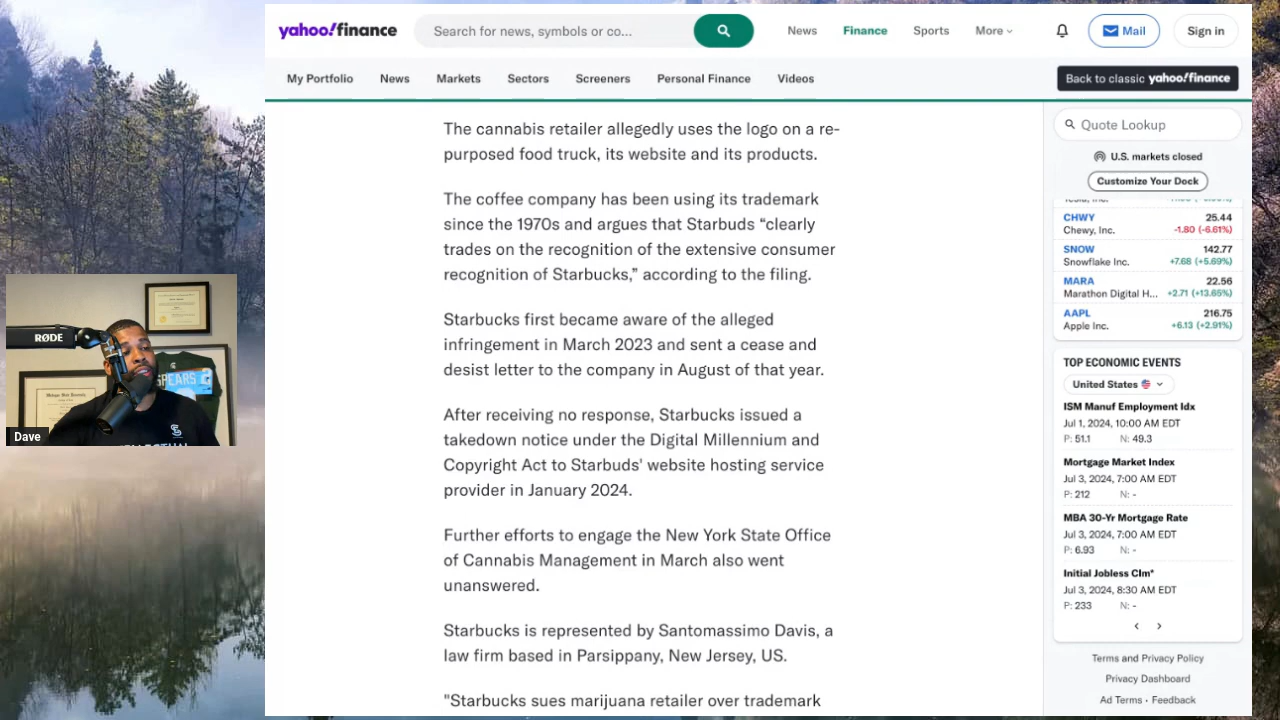 yahoo!finance
Search for news, symbols or co...
News
Finance
Sports
More
Mail
Sign in
My Portfolio
News
Markets
Sectors
Screeners
Personal Finance
Videos
Back to classic yahoo!finance
The cannabis retailer allegedly uses the logo on a re-
purposed food truck, its website and its products.
The coffee company has been using its trademark
since the 1970s and argues that Starbuds “clearly
trades on the recognition of the extensive consumer
recognition of Starbucks,” according to the filing.
Starbucks first became aware of the alleged
infringement in March 2023 and sent a cease and
desist letter to the company in August of that year.
After receiving no response, Starbucks issued a
takedown notice under the Digital Millennium and
Copyright Act to Starbuds' website hosting service
provider in January 2024.
Further efforts to engage the New York State Office
of Cannabis Management in March also went
unanswered.
Starbucks is represented by Santomassimo Davis, a
law firm based in Parsippany, New Jersey, US.
"Starbucks sues marijuana retailer over trademark
Quote Lookup
U.S. markets closed
Customize Your Dock
CHWY 25.44
Chewy, Inc. -1.80 (-6.61%)
SNOW 142.77
Snowflake Inc. +7.68 (+5.69%)
MARA 22.56
Marathon Digital H... +2.71 (+13.65%)
AAPL 216.75
Apple Inc. +6.13 (+2.91%)
TOP ECONOMIC EVENTS
United States
ISM Manuf Employment Idx
Jul 1, 2024, 10:00 AM EDT
P: 51.1 N: 49.3
Mortgage Market Index
Jul 3, 2024, 7:00 AM EDT
P: 212 N: -
MBA 30-Yr Mortgage Rate
Jul 3, 2024, 7:00 AM EDT
P: 6.93 N: -
Initial Jobless Clm*
Jul 3, 2024, 8:30 AM EDT
P: 233 N: -
Terms and Privacy Policy
Privacy Dashboard
Ad Terms • Feedback
RØDE
SPEARS
Dave